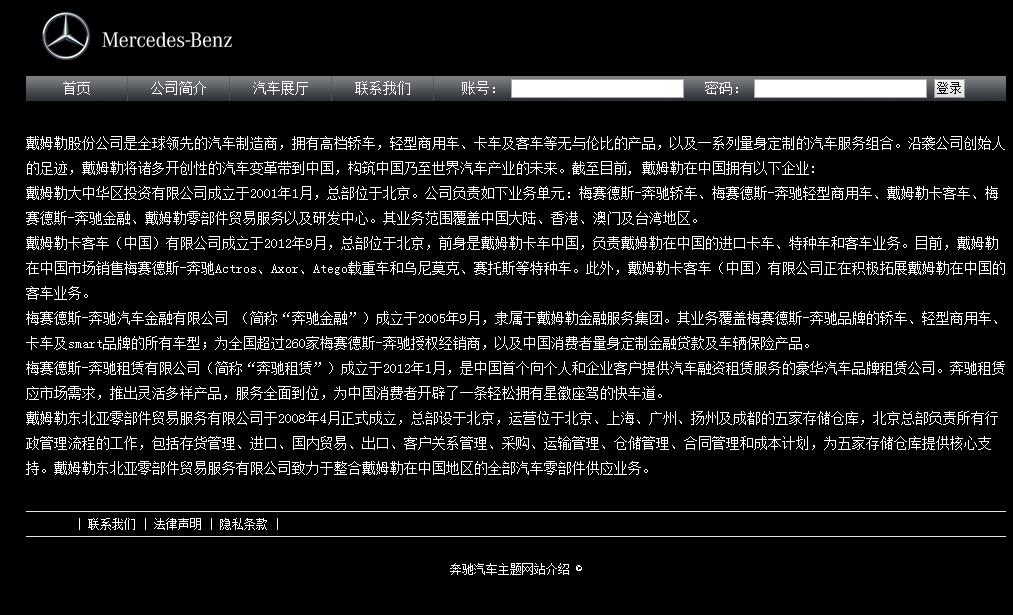 Mercedes-Benz
首页 公司简介 汽车展厅 联系我们 账号： 密码： 登录
戴姆勒股份公司是全球领先的汽车制造商，拥有高档轿车，轻型商用车、卡车及客车等无与伦比的产品，以及一系列量身定制的汽车服务组合。沿袭公司创始人
的足迹，戴姆勒将诸多开创性的汽车变革带到中国，构筑中国乃至世界汽车产业的未来。截至目前，戴姆勒在中国拥有以下企业:
戴姆勒大中华区投资有限公司成立于2001年1月，总部位于北京。公司负责如下业务单元：梅赛德斯-奔驰轿车、梅赛德斯-奔驰轻型商用车、戴姆勒卡客车、梅
赛德斯-奔驰金融、戴姆勒零部件贸易服务以及研发中心。其业务范围覆盖中国大陆、香港、澳门及台湾地区。
戴姆勒卡客车（中国）有限公司成立于2012年9月，总部位于北京，前身是戴姆勒卡车中国，负责戴姆勒在中国的进口卡车、特种车和客车业务。目前，戴姆勒
在中国市场销售梅赛德斯-奔驰Actros、Axor、Atego载重车和乌尼莫克、赛托斯等特种车。此外，戴姆勒卡客车（中国）有限公司正在积极拓展戴姆勒在中国的
客车业务。
梅赛德斯-奔驰汽车金融有限公司 （简称“奔驰金融”）成立于2005年9月，隶属于戴姆勒金融服务集团。其业务覆盖梅赛德斯-奔驰品牌的轿车、轻型商用车、
卡车及smart品牌的所有车型；为全国超过260家梅赛德斯-奔驰授权经销商，以及中国消费者量身定制金融贷款及车辆保险产品。
梅赛德斯-奔驰租赁有限公司（简称“奔驰租赁”）成立于2012年1月，是中国首个向个人和企业客户提供汽车融资租赁服务的豪华汽车品牌租赁公司。奔驰租赁
应市场需求，推出灵活多样产品，服务全面到位，为中国消费者开辟了一条轻松拥有星徽座驾的快车道。
戴姆勒东北亚零部件贸易服务有限公司于2008年4月正式成立，总部设于北京，运营位于北京、上海、广州、扬州及成都的五家存储仓库，北京总部负责所有行
政管理流程的工作，包括存货管理、进口、国内贸易、出口、客户关系管理、采购、运输管理、仓储管理、合同管理和成本计划，为五家存储仓库提供核心支
持。戴姆勒东北亚零部件贸易服务有限公司致力于整合戴姆勒在中国地区的全部汽车零部件供应业务。
| 联系我们 | 法律声明 | 隐私条款 |
奔驰汽车主题网站介绍 ©